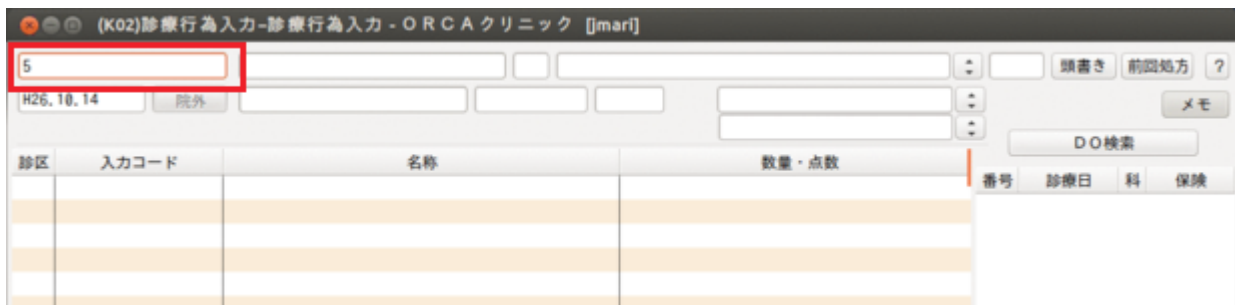 (K02)診療行為入力–診療行為入力 - ＯＲＣＡクリニック [jmari]
5 頭書き 前回処方 ?
H26.10.14 院外 メモ
ＤＯ検索
診区 入力コード 名称 数量・点数
番号 診療日 科 保険